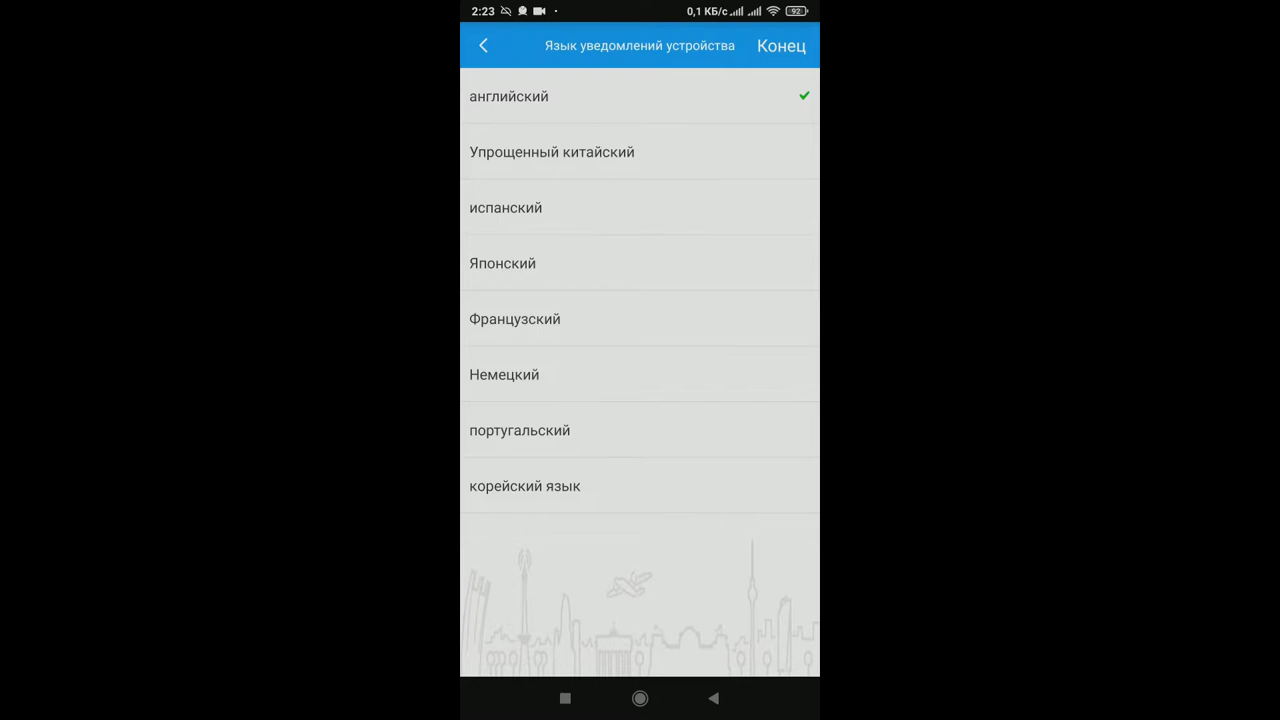 2:23 0,1 КБ/с 92
Язык уведомлений устройства Конец
английский
Упрощенный китайский
испанский
Японский
Французский
Немецкий
португальский
корейский язык